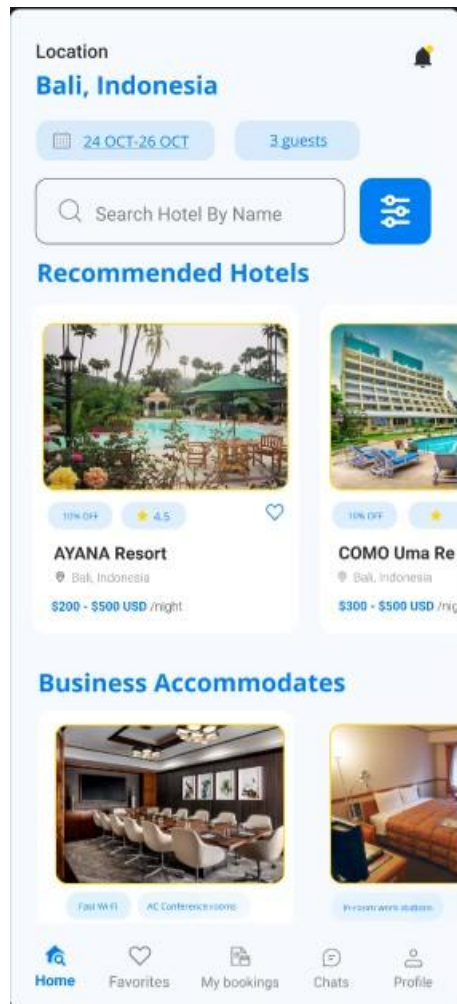 Location
Bali, Indonesia
24 OCT-26 OCT 3 guests
Search Hotel By Name
Recommended Hotels
10% OFF 4.5 10% OFF
AYANA Resort COMO Uma Re
Bali, Indonesia Bali, Indonesia
$200 - $500 USD /night $300 - $500 USD /nig
Business Accommodates
Fast Wi-Fi AC Conference rooms In-room work stations
Home Favorites My bookings Chats Profile